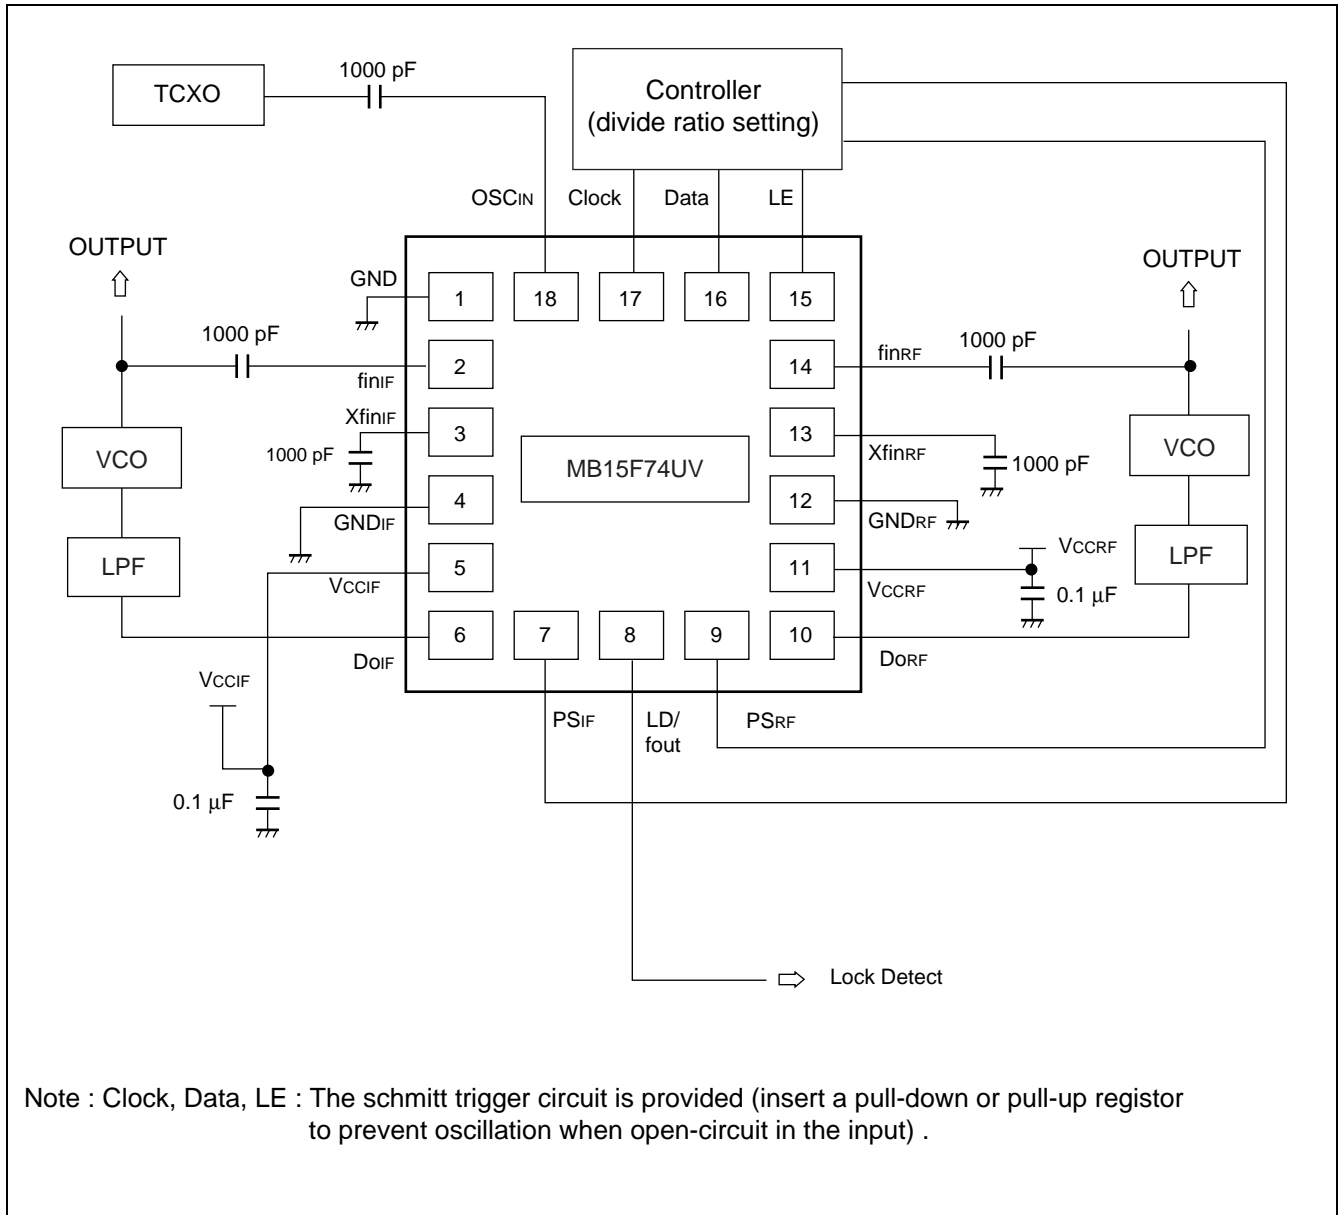 1000 pF
TCXO
Controller
(divide ratio setting)
OSCIN
Clock
Data
LE
OUTPUT
OUTPUT
GND
1
18
17
16
15
1000 pF
finIF
2
14
finRF
1000 pF
XfinIF
1000 pF
3
13
XfinRF
1000 pF
VCO
VCO
MB15F74UV
GNDIF
4
12
GNDRF
LPF
LPF
VCCIF
5
11
VCCRF
VCCRF
0.1 µF
DoIF
6
7
8
9
10
DoRF
VCCIF
PSIF
LD/
fout
PSRF
0.1 µF
Lock Detect
Note : Clock, Data, LE : The schmitt trigger circuit is provided (insert a pull-down or pull-up registor
to prevent oscillation when open-circuit in the input) .